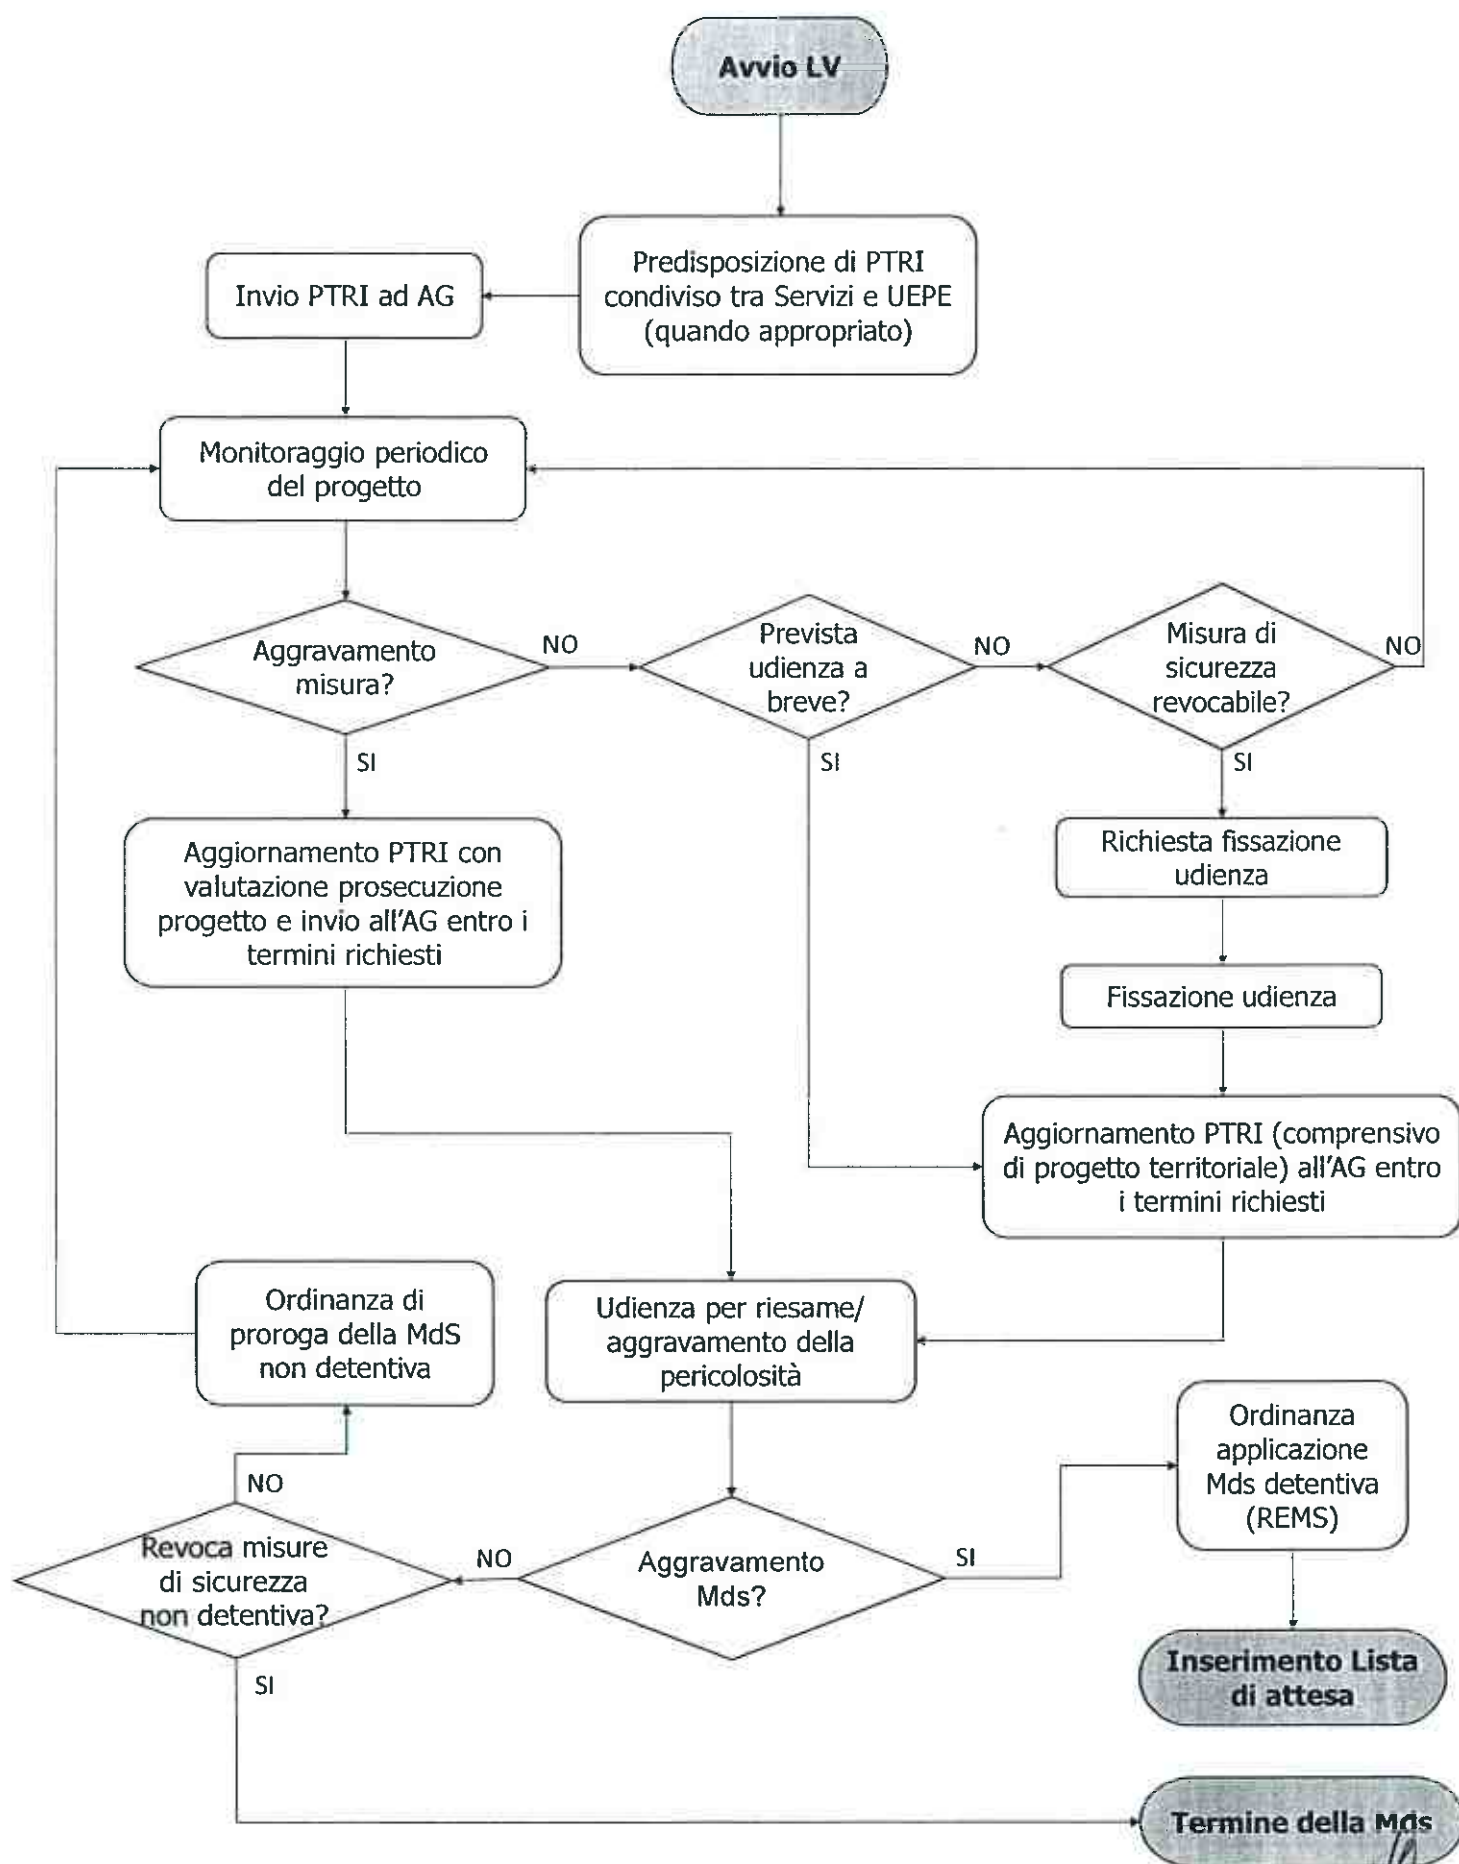 Avvio LV
Predisposizione di PTRI
condiviso tra Servizi e UEPE
(quando appropriato)
Invio PTRI ad AG
Monitoraggio periodico
del progetto
Aggravamento
misura?
NO
Prevista
udienza a
breve?
NO
Misura di
sicurezza
revocabile?
NO
SI
SI
SI
Aggiornamento PTRI con
valutazione prosecuzione
progetto e invio all'AG entro i
termini richiesti
Richiesta fissazione
udienza
Fissazione udienza
Aggiornamento PTRI (comprensivo
di progetto territoriale) all'AG entro
i termini richiesti
Ordinanza di
proroga della MdS
non detentiva
Udienza per riesame/
aggravamento della
pericolosità
Ordinanza
applicazione
Mds detentiva
(REMS)
NO
Revoca misure
di sicurezza
non detentiva?
NO
Aggravamento
Mds?
SI
SI
Inserimento Lista
di attesa
Termine della Mds